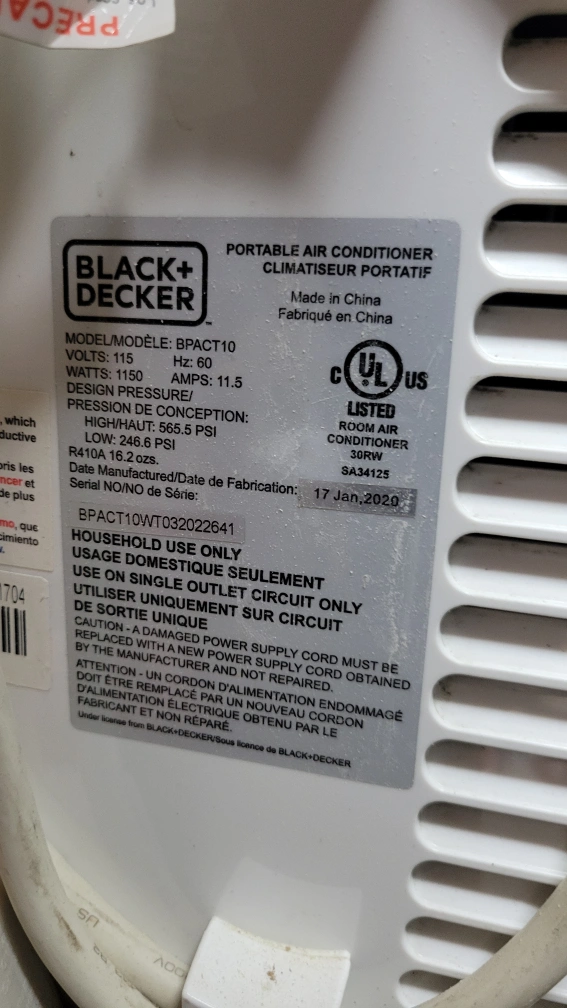 PRECA
BLACK+
DECKER
PORTABLE AIR CONDITIONER
CLIMATISEUR PORTATIF
Made in China
Fabriqué en China
MODEL/MODÈLE: BPACT10
VOLTS: 115 Hz: 60
WATTS: 1150 AMPS: 11.5
DESIGN PRESSURE/
PRESSION DE CONCEPTION:
HIGH/HAUT: 565.5 PSI
LOW: 246.6 PSI
R410A 16.2 ozs.
C UL US
LISTED
ROOM AIR
CONDITIONER
30RW
SA34125
Date Manufactured/Date de Fabrication: 17 Jan,2020
Serial NO/NO de Série:
BPACT10WT032022641
HOUSEHOLD USE ONLY
USAGE DOMESTIQUE SEULEMENT
USE ON SINGLE OUTLET CIRCUIT ONLY
UTILISER UNIQUEMENT SUR CIRCUIT
DE SORTIE UNIQUE
CAUTION - A DAMAGED POWER SUPPLY CORD MUST BE
REPLACED WITH A NEW POWER SUPPLY CORD OBTAINED
BY THE MANUFACTURER AND NOT REPAIRED.
ATTENTION - UN CORDON D'ALIMENTATION ENDOMMAGÉ
DOIT ÊTRE REMPLACÉ PAR UN NOUVEAU CORDON
D'ALIMENTATION ÉLECTRIQUE OBTENU PAR LE
FABRICANT ET NON RÉPARÉ.
Under license from BLACK+DECKER/Sous licence de BLACK+DECKER
, which
ductive
oris les
ncer et
de plus
mo, que
cimiento
v.
1704